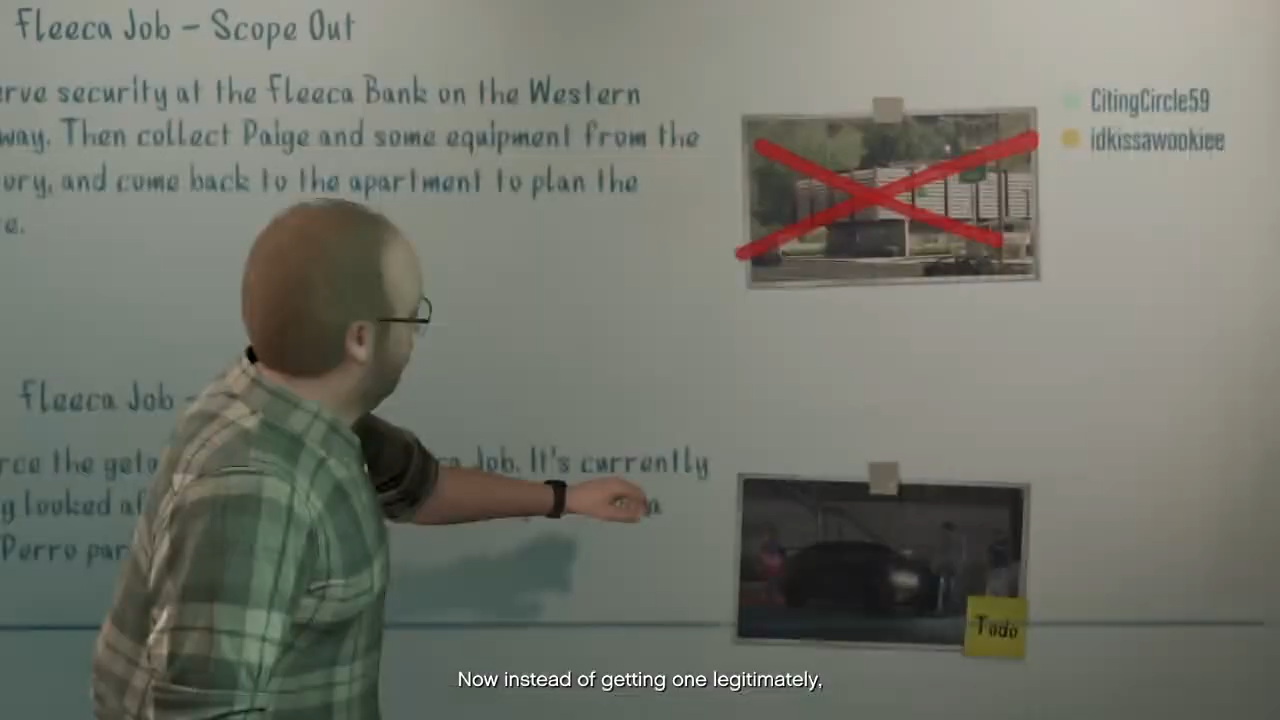 Fleeca Job - Scope Out
rve security at the Fleeca Bank on the Western
way. Then collect Paige and some equipment from the
ory, and come back to the apartment to plan the
e.
CitingCircle59
idkissawookiee
Fleeca Job -
rce the geta
ca Job. It's currently
g looked af
a
Perro par
Todo
Now instead of getting one legitimately,